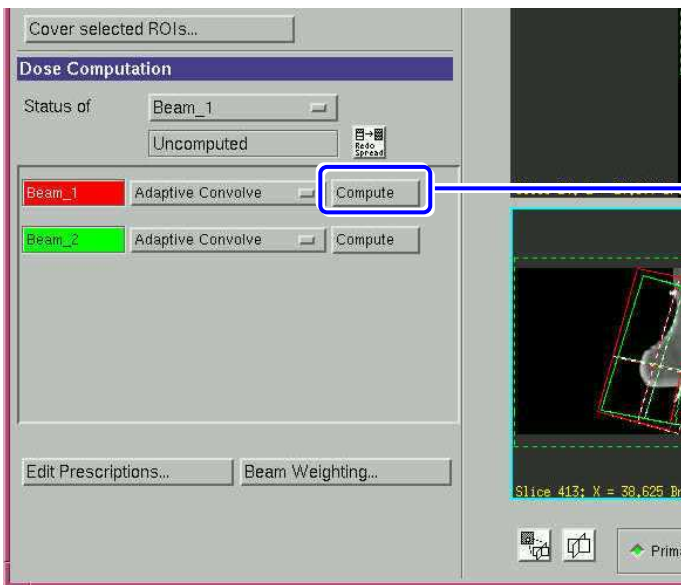 Cover selected ROIs...
Dose Computation
Status of Beam_1
Uncomputed
Redo
Spread
Beam_1 Adaptive Convolve Compute
Beam_2 Adaptive Convolve Compute
Edit Prescriptions... Beam Weighting...
Slice 413: X = 38.625
Prim